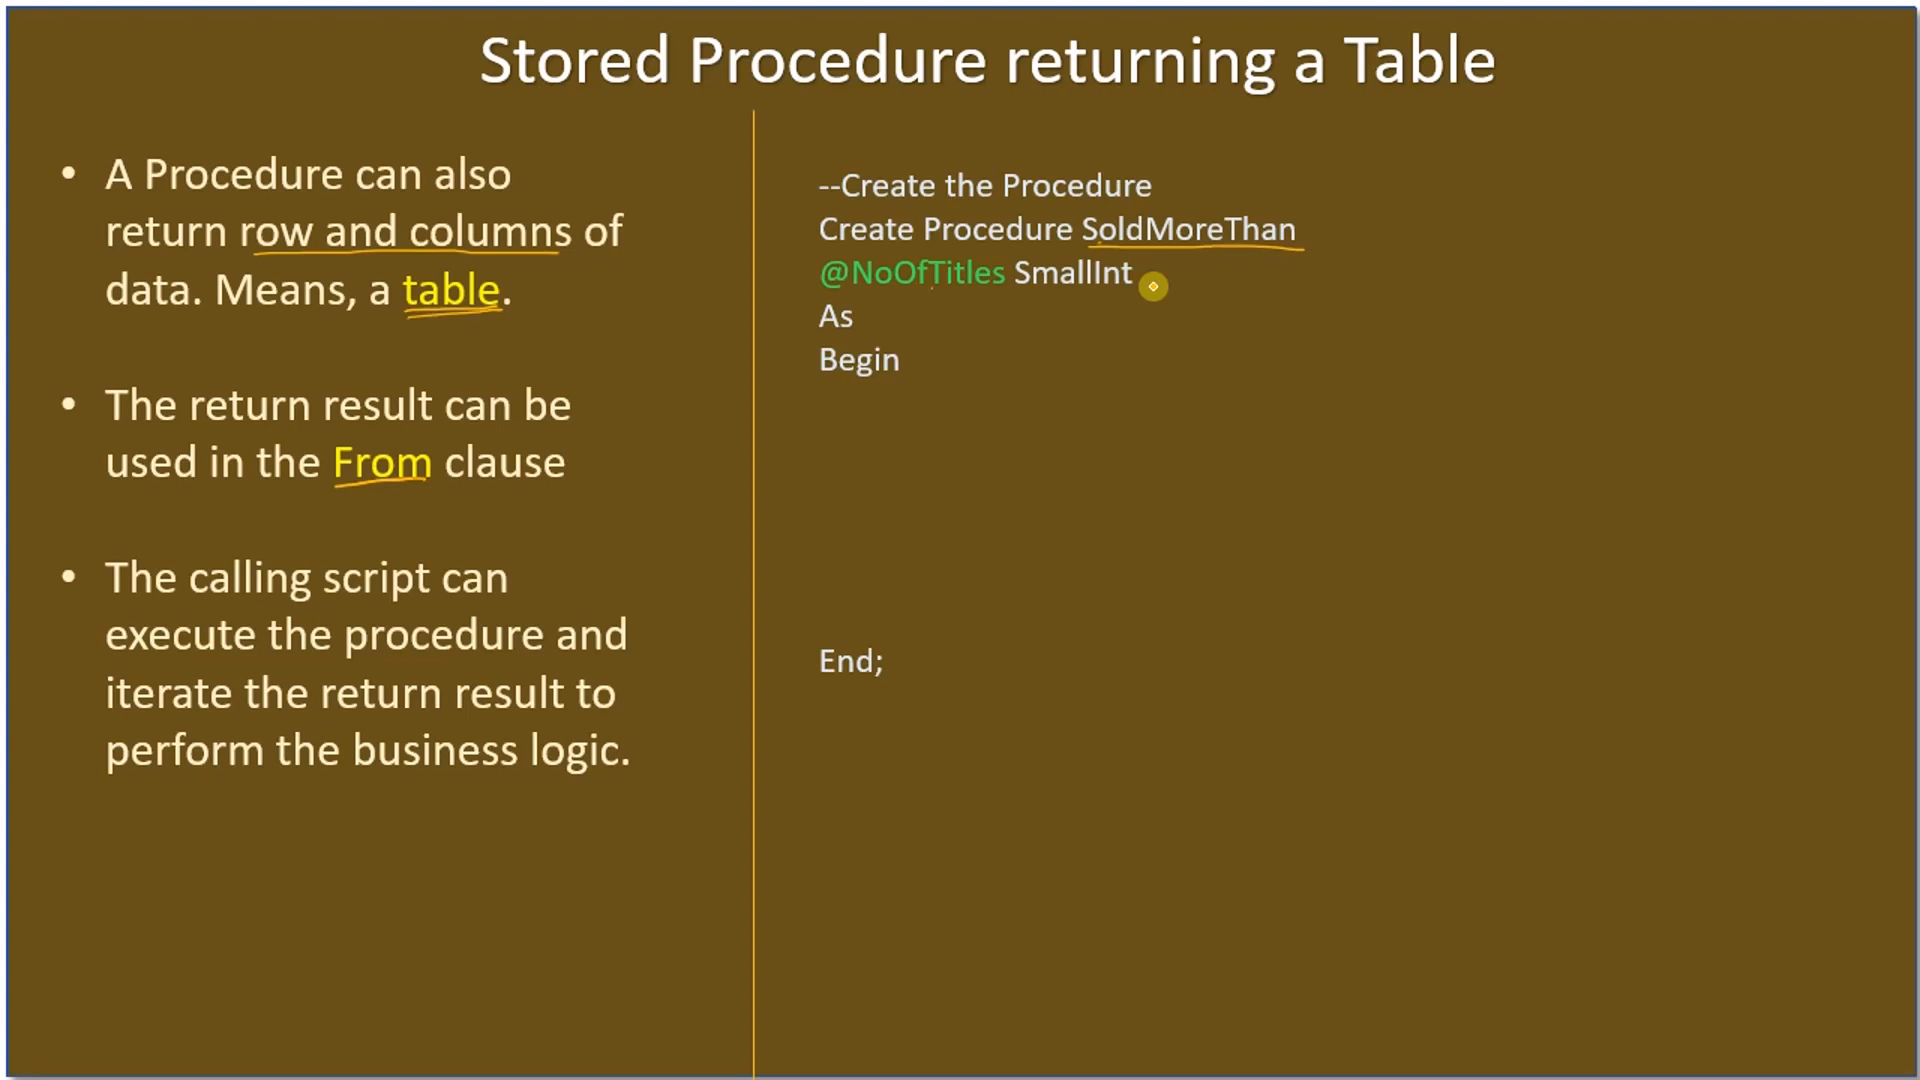 Stored Procedure returning a Table
• A Procedure can also
return row and columns of
data. Means, a table.
• The return result can be
used in the From clause
• The calling script can
execute the procedure and
iterate the return result to
perform the business logic.
--Create the Procedure
Create Procedure SoldMoreThan
@NoOfTitles SmallInt
As
Begin
End;